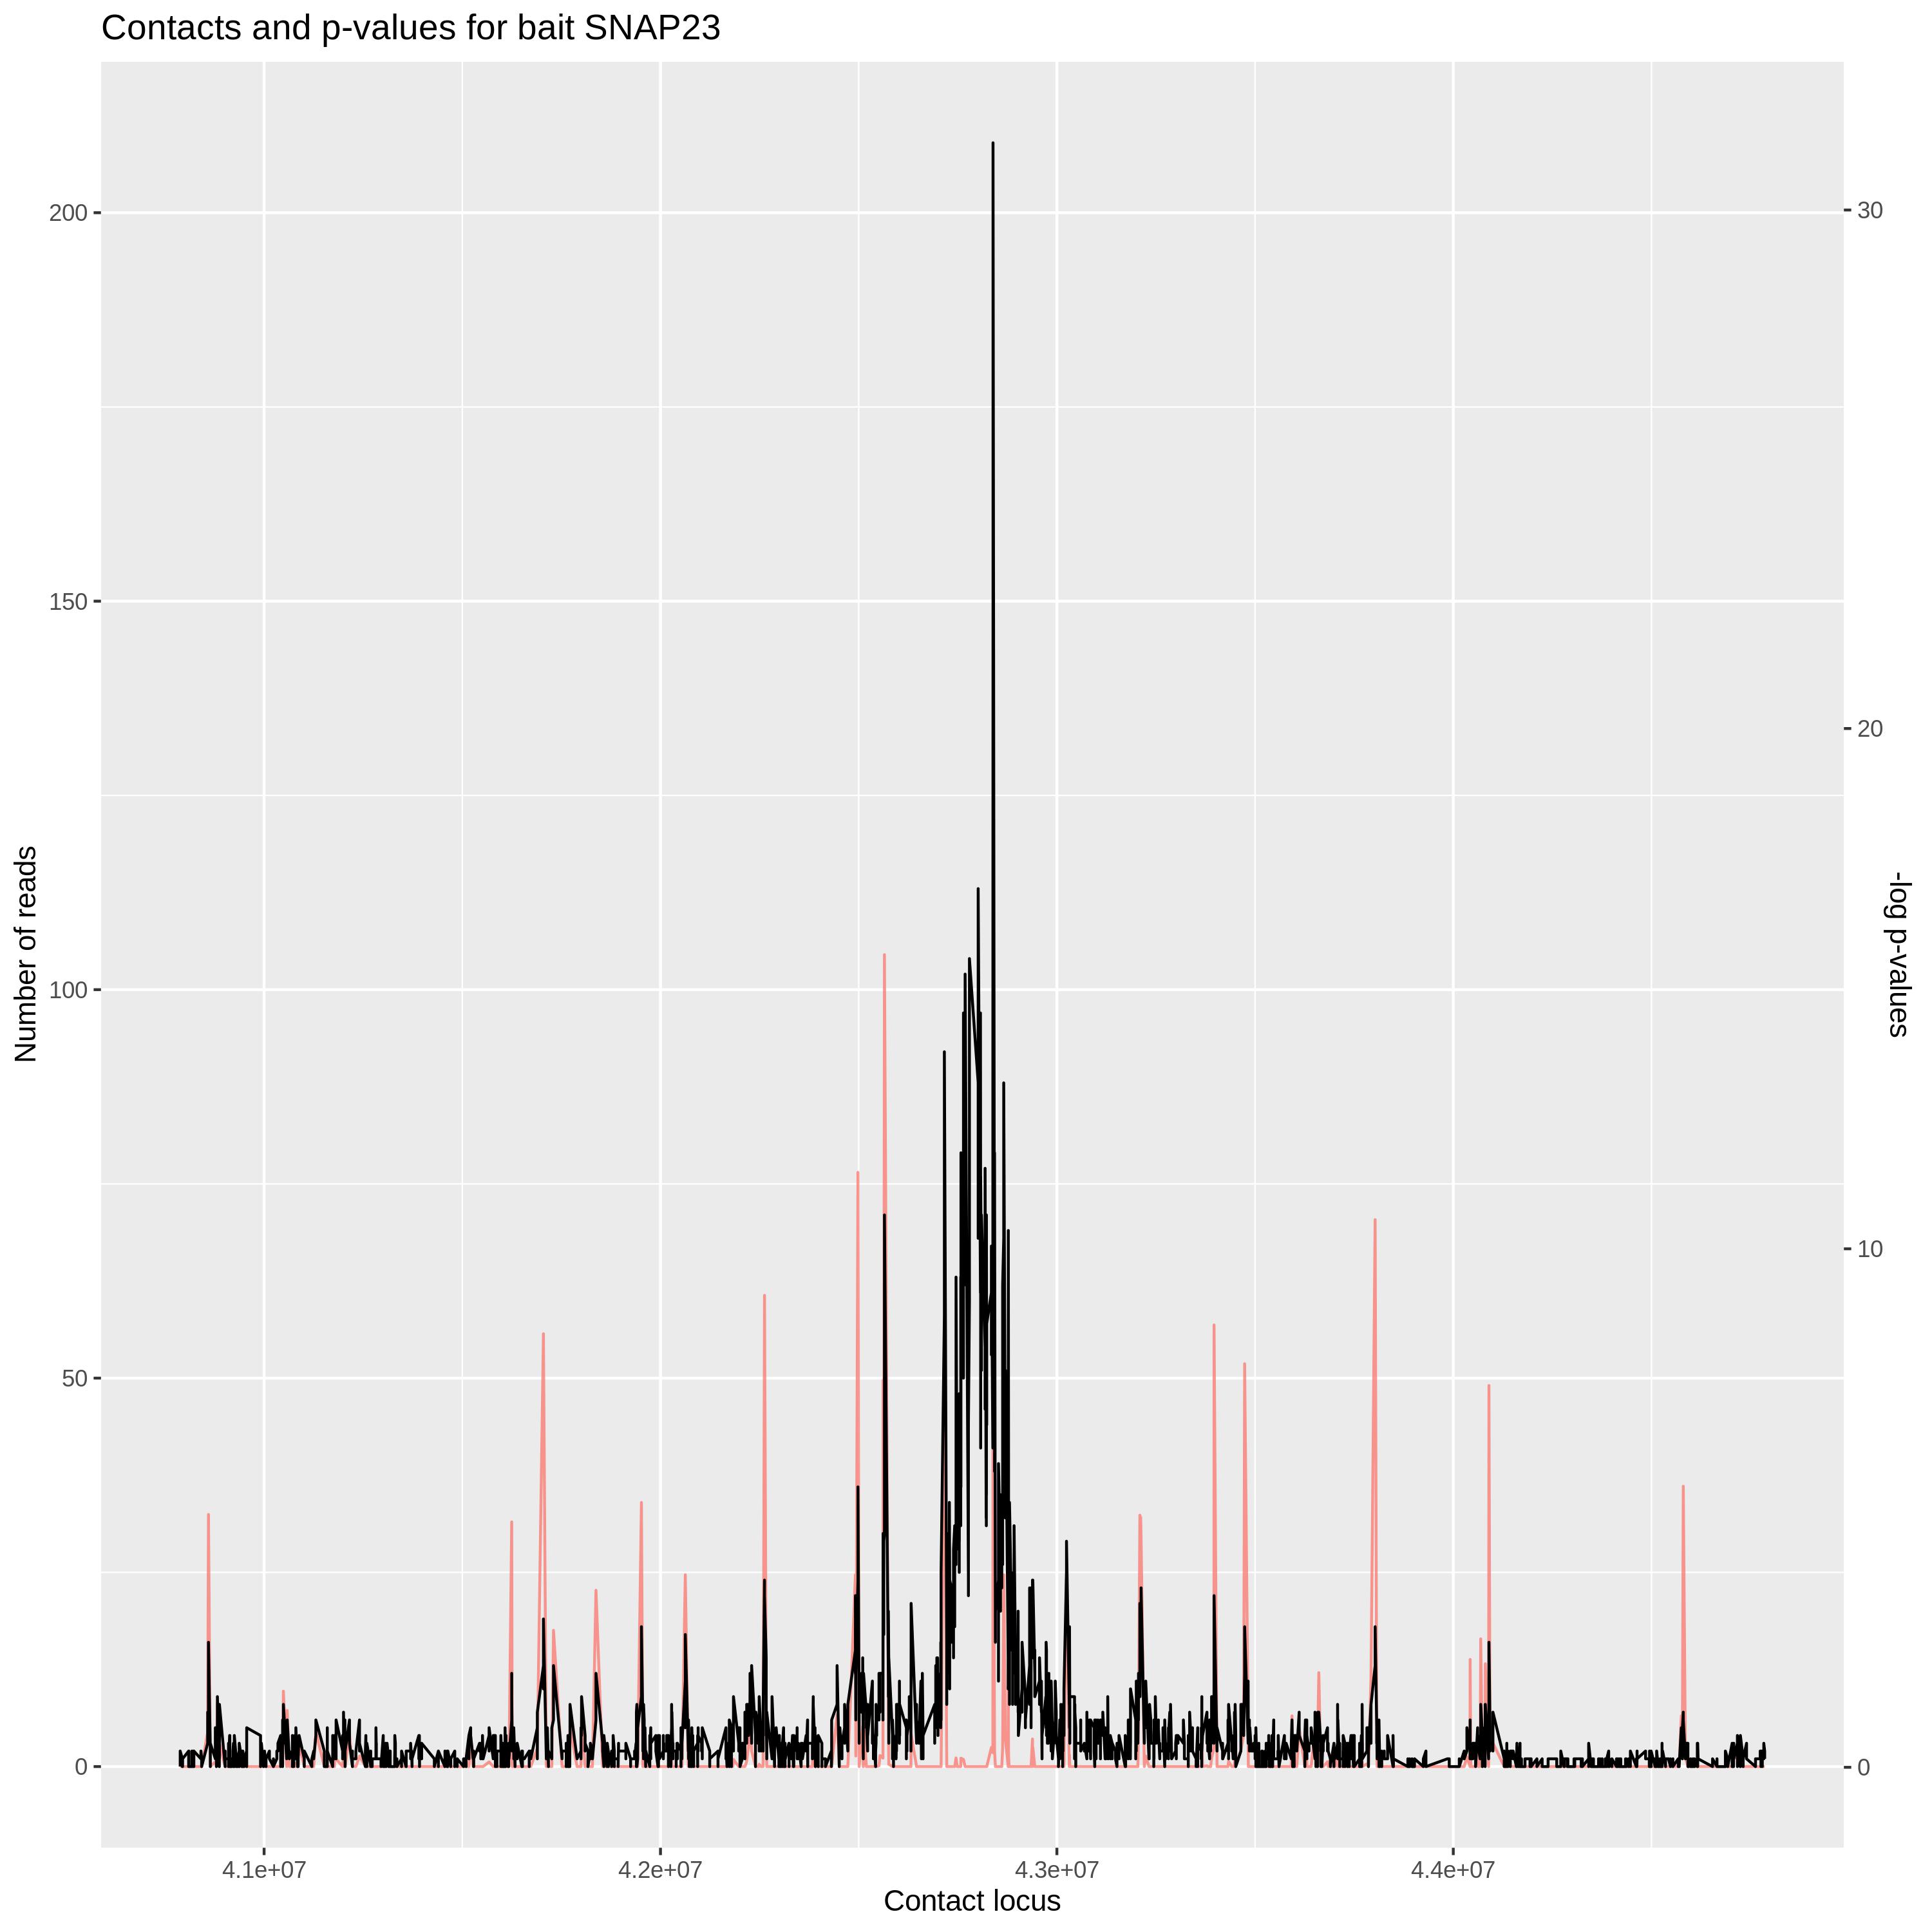 Contacts and p-values for bait SNAP23
200
150
100
50
0
Number of reads
30
20
10
0
-log p-values
4.1e+07
4.2e+07
4.3e+07
4.4e+07
Contact locus